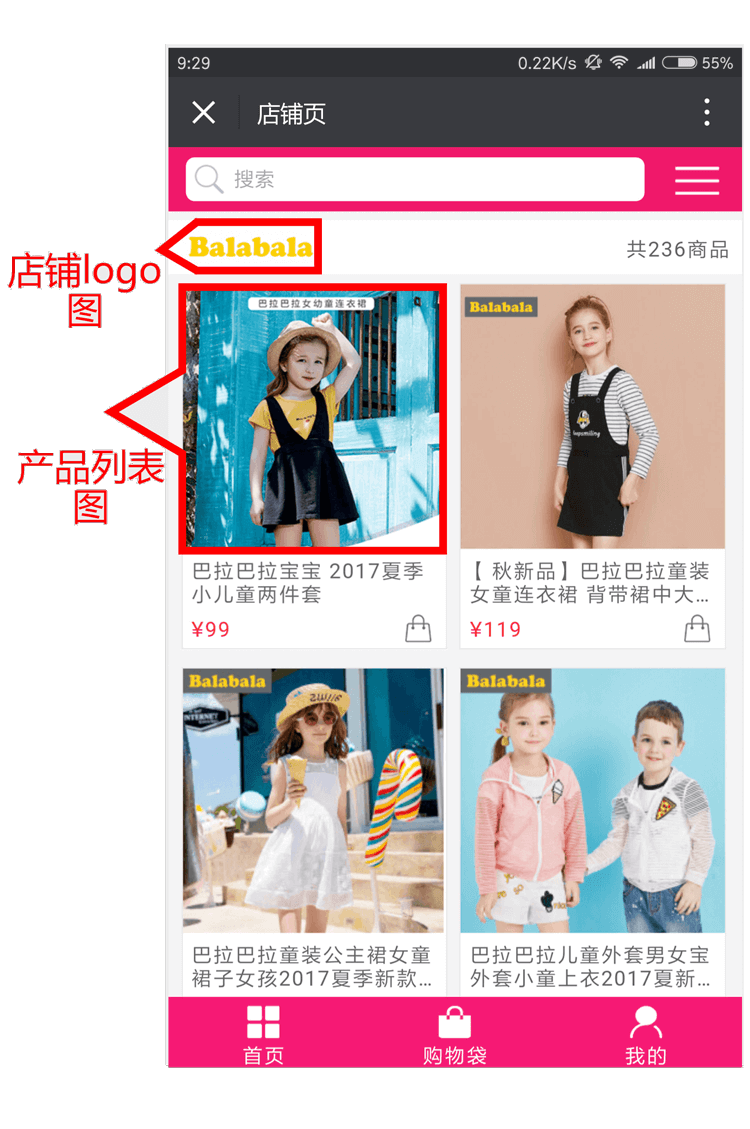 9:29
0.22K/s
55%
店铺页
搜索
Balabala
共236商品
店铺logo
图
产品列表
图
巴拉巴拉女幼童连衣裙
巴拉巴拉宝宝 2017夏季
小儿童两件套
¥99
Balabala
keepsmiling
【 秋新品】巴拉巴拉童装
女童连衣裙 背带裙中大...
¥119
Balabala
INTERNET
巴拉巴拉童装公主裙女童
裙子女孩2017夏季新款...
Balabala
巴拉巴拉儿童外套男女宝
外套小童上衣2017夏新...
首页
购物袋
我的